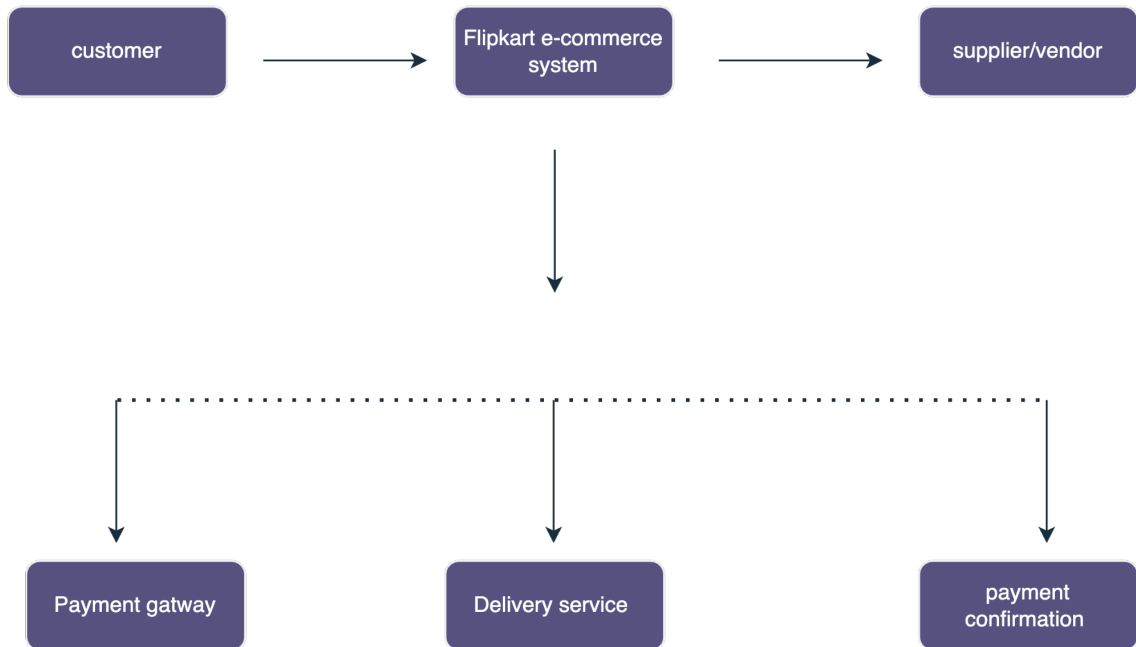 customer
Flipkart e-commerce
system
supplier/vendor
Payment gatway
Delivery service
payment
confirmation